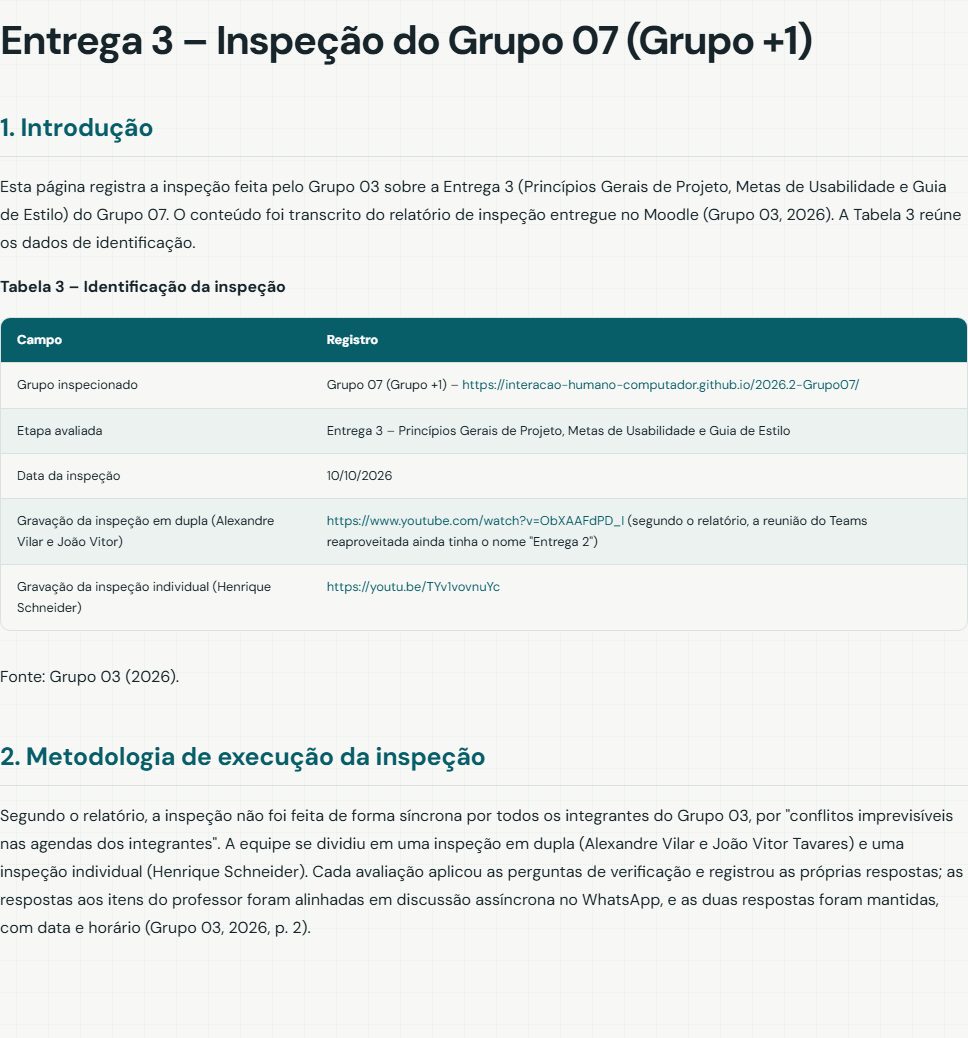 Entrega 3 – Inspeção do Grupo 07 (Grupo +1)
1. Introdução
Esta página registra a inspeção feita pelo Grupo 03 sobre a Entrega 3 (Princípios Gerais de Projeto, Metas de Usabilidade e Guia
de Estilo) do Grupo 07. O conteúdo foi transcrito do relatório de inspeção entregue no Moodle (Grupo 03, 2026). A Tabela 3 reúne
os dados de identificação.
Tabela 3 – Identificação da inspeção
Campo Registro
Grupo inspecionado Grupo 07 (Grupo +1) – https://interacao-humano-computador.github.io/2026.2-Grupo07/
Etapa avaliada Entrega 3 – Princípios Gerais de Projeto, Metas de Usabilidade e Guia de Estilo
Data da inspeção 10/10/2026
Gravação da inspeção em dupla (Alexandre https://www.youtube.com/watch?v=ObXAAFdPD_I (segundo o relatório, a reunião do Teams
Vilar e João Vitor) reaproveitada ainda tinha o nome "Entrega 2")
Gravação da inspeção individual (Henrique https://youtu.be/TYv1vovnuYc
Schneider)
Fonte: Grupo 03 (2026).
2. Metodologia de execução da inspeção
Segundo o relatório, a inspeção não foi feita de forma síncrona por todos os integrantes do Grupo 03, por "conflitos imprevisíveis
nas agendas dos integrantes". A equipe se dividiu em uma inspeção em dupla (Alexandre Vilar e João Vitor Tavares) e uma
inspeção individual (Henrique Schneider). Cada avaliação aplicou as perguntas de verificação e registrou as próprias respostas; as
respostas aos itens do professor foram alinhadas em discussão assíncrona no WhatsApp, e as duas respostas foram mantidas,
com data e horário (Grupo 03, 2026, p. 2).